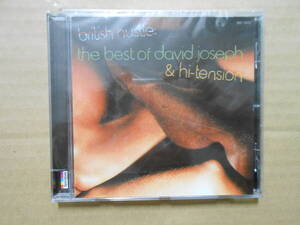 british hustle-
the best of david joseph
& hi-tension